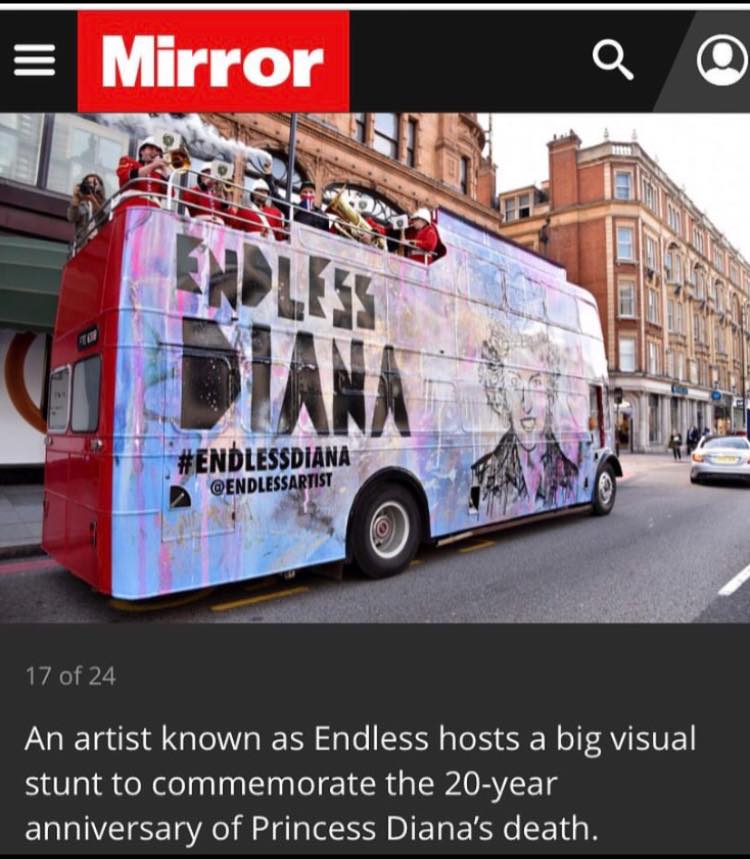 Mirror
ENDLESS
DIANA
#ENDLESSDIANA
@ENDLESSARTIST
17 of 24
An artist known as Endless hosts a big visual
stunt to commemorate the 20-year
anniversary of Princess Diana’s death.